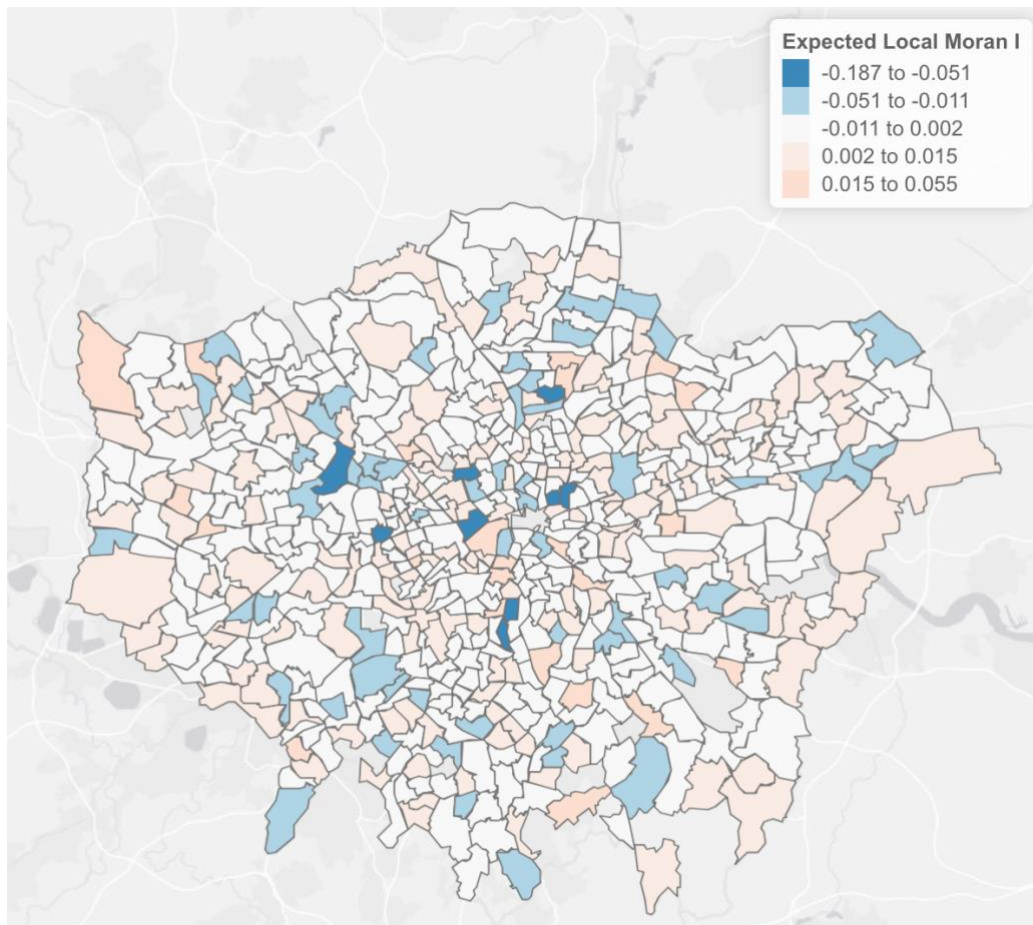 Expected Local Moran I
-0.187 to -0.051
-0.051 to -0.011
-0.011 to 0.002
0.002 to 0.015
0.015 to 0.055